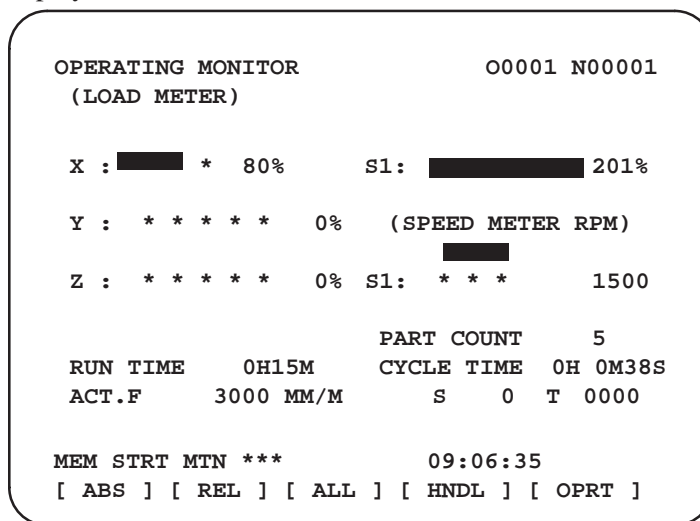 OPERATING MONITOR O0001 N00001
(LOAD METER)
X : * 80% S1: 201%
Y : * * * * * 0% (SPEED METER RPM)
Z : * * * * * 0% S1: * * * 1500
PART COUNT 5
RUN TIME 0H15M CYCLE TIME 0H 0M38S
ACT.F 3000 MM/M S 0 T 0000
MEM STRT MTN *** 09:06:35
[ ABS ] [ REL ] [ ALL ] [ HNDL ] [ OPRT ]